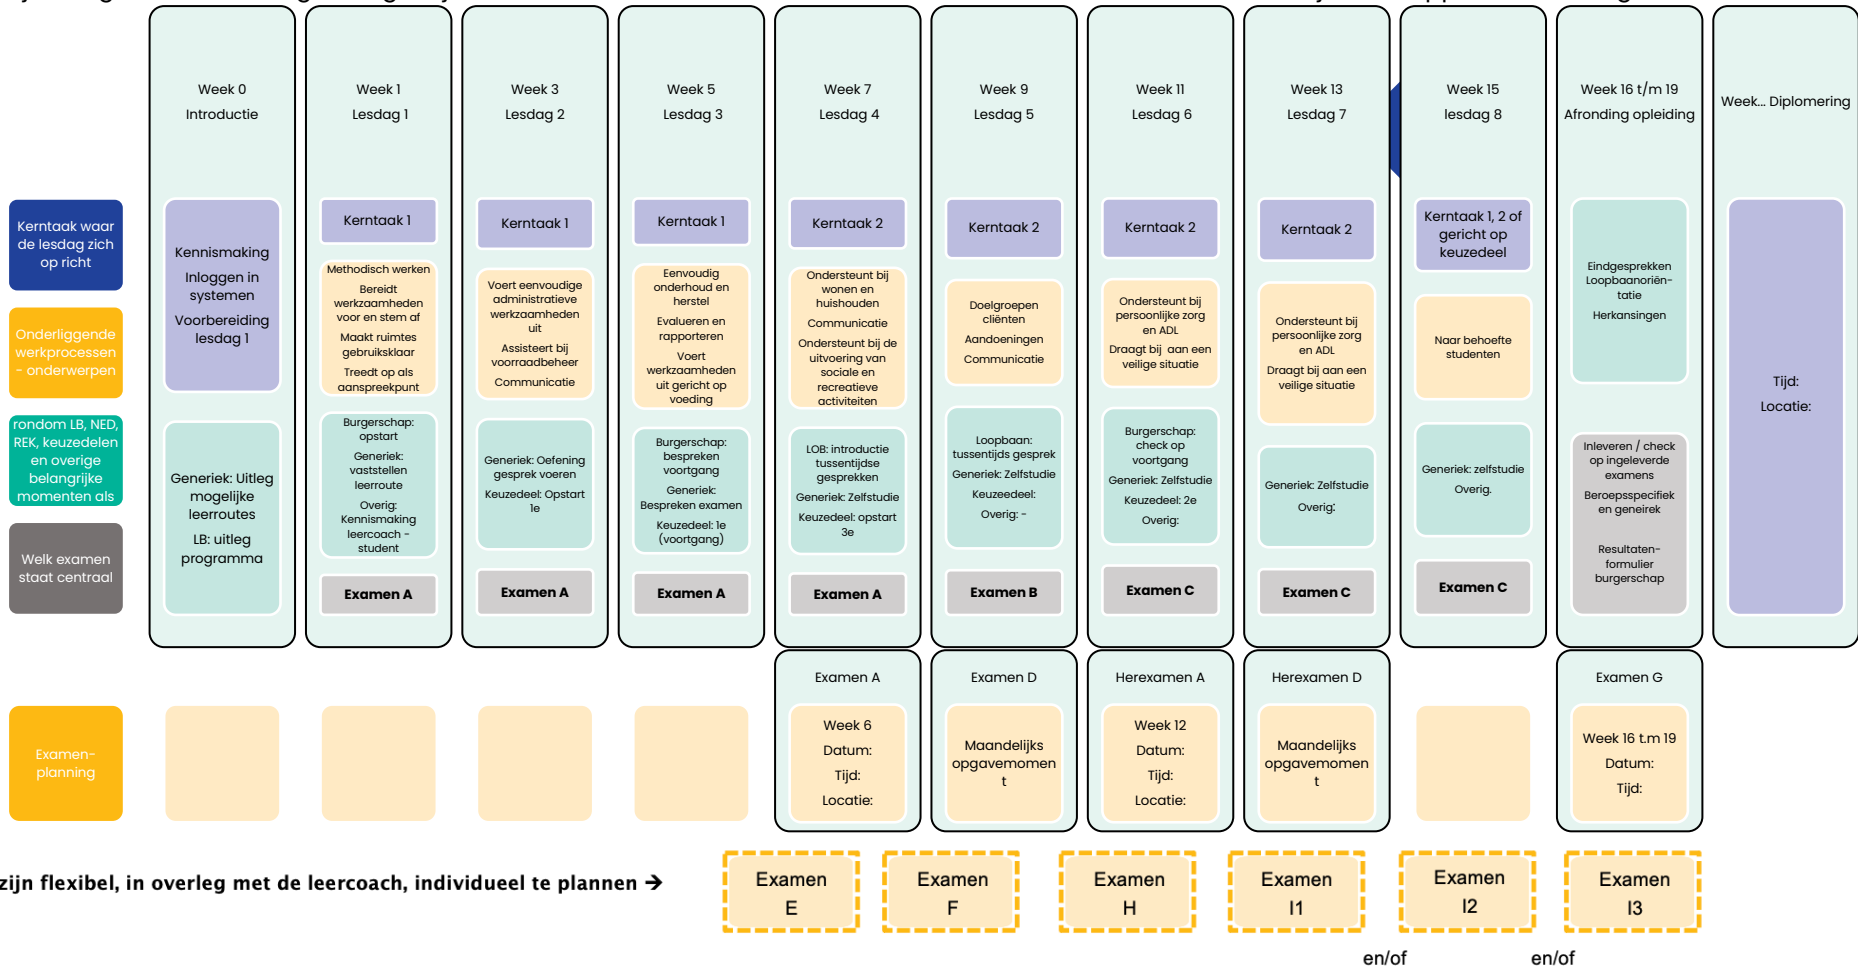 Week 0
Introductie
Week 1
Lesdag 1
Week 3
Lesdag 2
Week 5
Lesdag 3
Week 7
Lesdag 4
Week 9
Lesdag 5
Week 11
Lesdag 6
Week 13
Lesdag 7
Week 15
lesdag 8
Week 16 t/m 19
Afronding opleiding
Week... Diplomering
Kerntaak waar
de lesdag zich
op richt
Onderliggende
werkprocessen
- onderwerpen
rondom LB, NED,
REK, keuzedelen
en overige
belangrijke
momenten als
Welk examen
staat centraal
Kennismaking
Inloggen in
systemen
Voorbereiding
lesdag 1
Generiek: Uitleg
mogelijke
leerroutes
LB: uitleg
programma
Kerntaak 1
Methodisch werken
Bereidt
werkzaamheden
voor en stem af
Maakt ruimtes
gebruiksklaar
Treedt op als
aanspreekpunt
Burgerschap:
opstart
Generiek:
vaststellen
leerroute
Overig:
Kennismaking
leercoach -
student
Examen A
Kerntaak 1
Voert eenvoudige
administratieve
werkzaamheden
uit
Assisteert bij
voorraadbeheer
Communicatie
Generiek: Oefening
gesprek voeren
Keuzedeel: Opstart
1e
Examen A
Kerntaak 1
Eenvoudig
onderhoud en
herstel
Evalueren en
rapporteren
Voert
werkzaamheden
uit gericht op
voeding
Burgerschap:
bespreken
voortgang
Generiek:
Bespreken examen
Keuzedeel: 1e
(voortgang)
Examen A
Kerntaak 2
Ondersteunt bij
wonen en
huishouden
Communicatie
Ondersteunt bij de
uitvoering van
sociale en
recreatieve
activiteiten
LOB: introductie
tussentijdse
gesprekken
Generiek: Zelfstudie
Keuzedeel: opstart
3e
Examen A
Kerntaak 2
Doelgroepen
cliënten
Aandoeningen
Communicatie
Loopbaan:
tussentijds gesprek
Generiek: Zelfstudie
Keuzeedeel:
Overig: -
Examen B
Kerntaak 2
Ondersteunt bij
persoonlijke zorg
en ADL
Draagt bij aan een
veilige situatie
Burgerschap:
check op
voortgang
Generiek: Zelfstudie
Keuzedeel: 2e
Overig:
Examen C
Kerntaak 2
Ondersteunt bij
persoonlijke zorg
en ADL
Draagt bij aan een
veilige situatie
Generiek: Zelfstudie
Overig:
Examen C
Kerntaak 1, 2 of
gericht op
keuzedeel
Naar behoefte
studenten
Generiek: zelfstudie
Overig.
Examen C
Eindgesprekken
Loopbaanoriën-
tatie
Herkansingen
Inleveren / check
op ingeleverde
examens
Beroepsspecifiek
en geneirek
Resultaten-
formulier
burgerschap
Tijd:
Locatie:
Examen-
planning
Examen A
Week 6
Datum:
Tijd:
Locatie:
Examen D
Maandelijks
opgavemomen
t
Herexamen A
Week 12
Datum:
Tijd:
Locatie:
Herexamen D
Maandelijks
opgavemomen
t
Examen G
Week 16 t.m 19
Datum:
Tijd:
zijn flexibel, in overleg met de leercoach, individueel te plannen →
Examen
E
Examen
F
Examen
H
Examen
I1
Examen
I2
Examen
I3
en/of
en/of